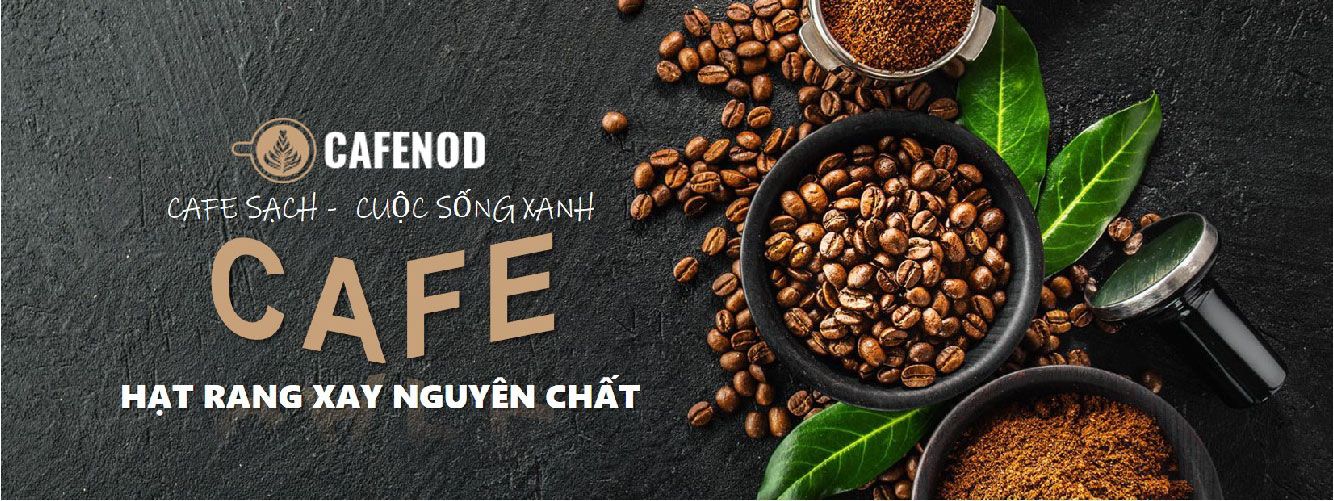 CAFENOD
CAFE SẠCH - CUỘC SỐNG XANH
CAFE
HẠT RANG XAY NGUYÊN CHẤT